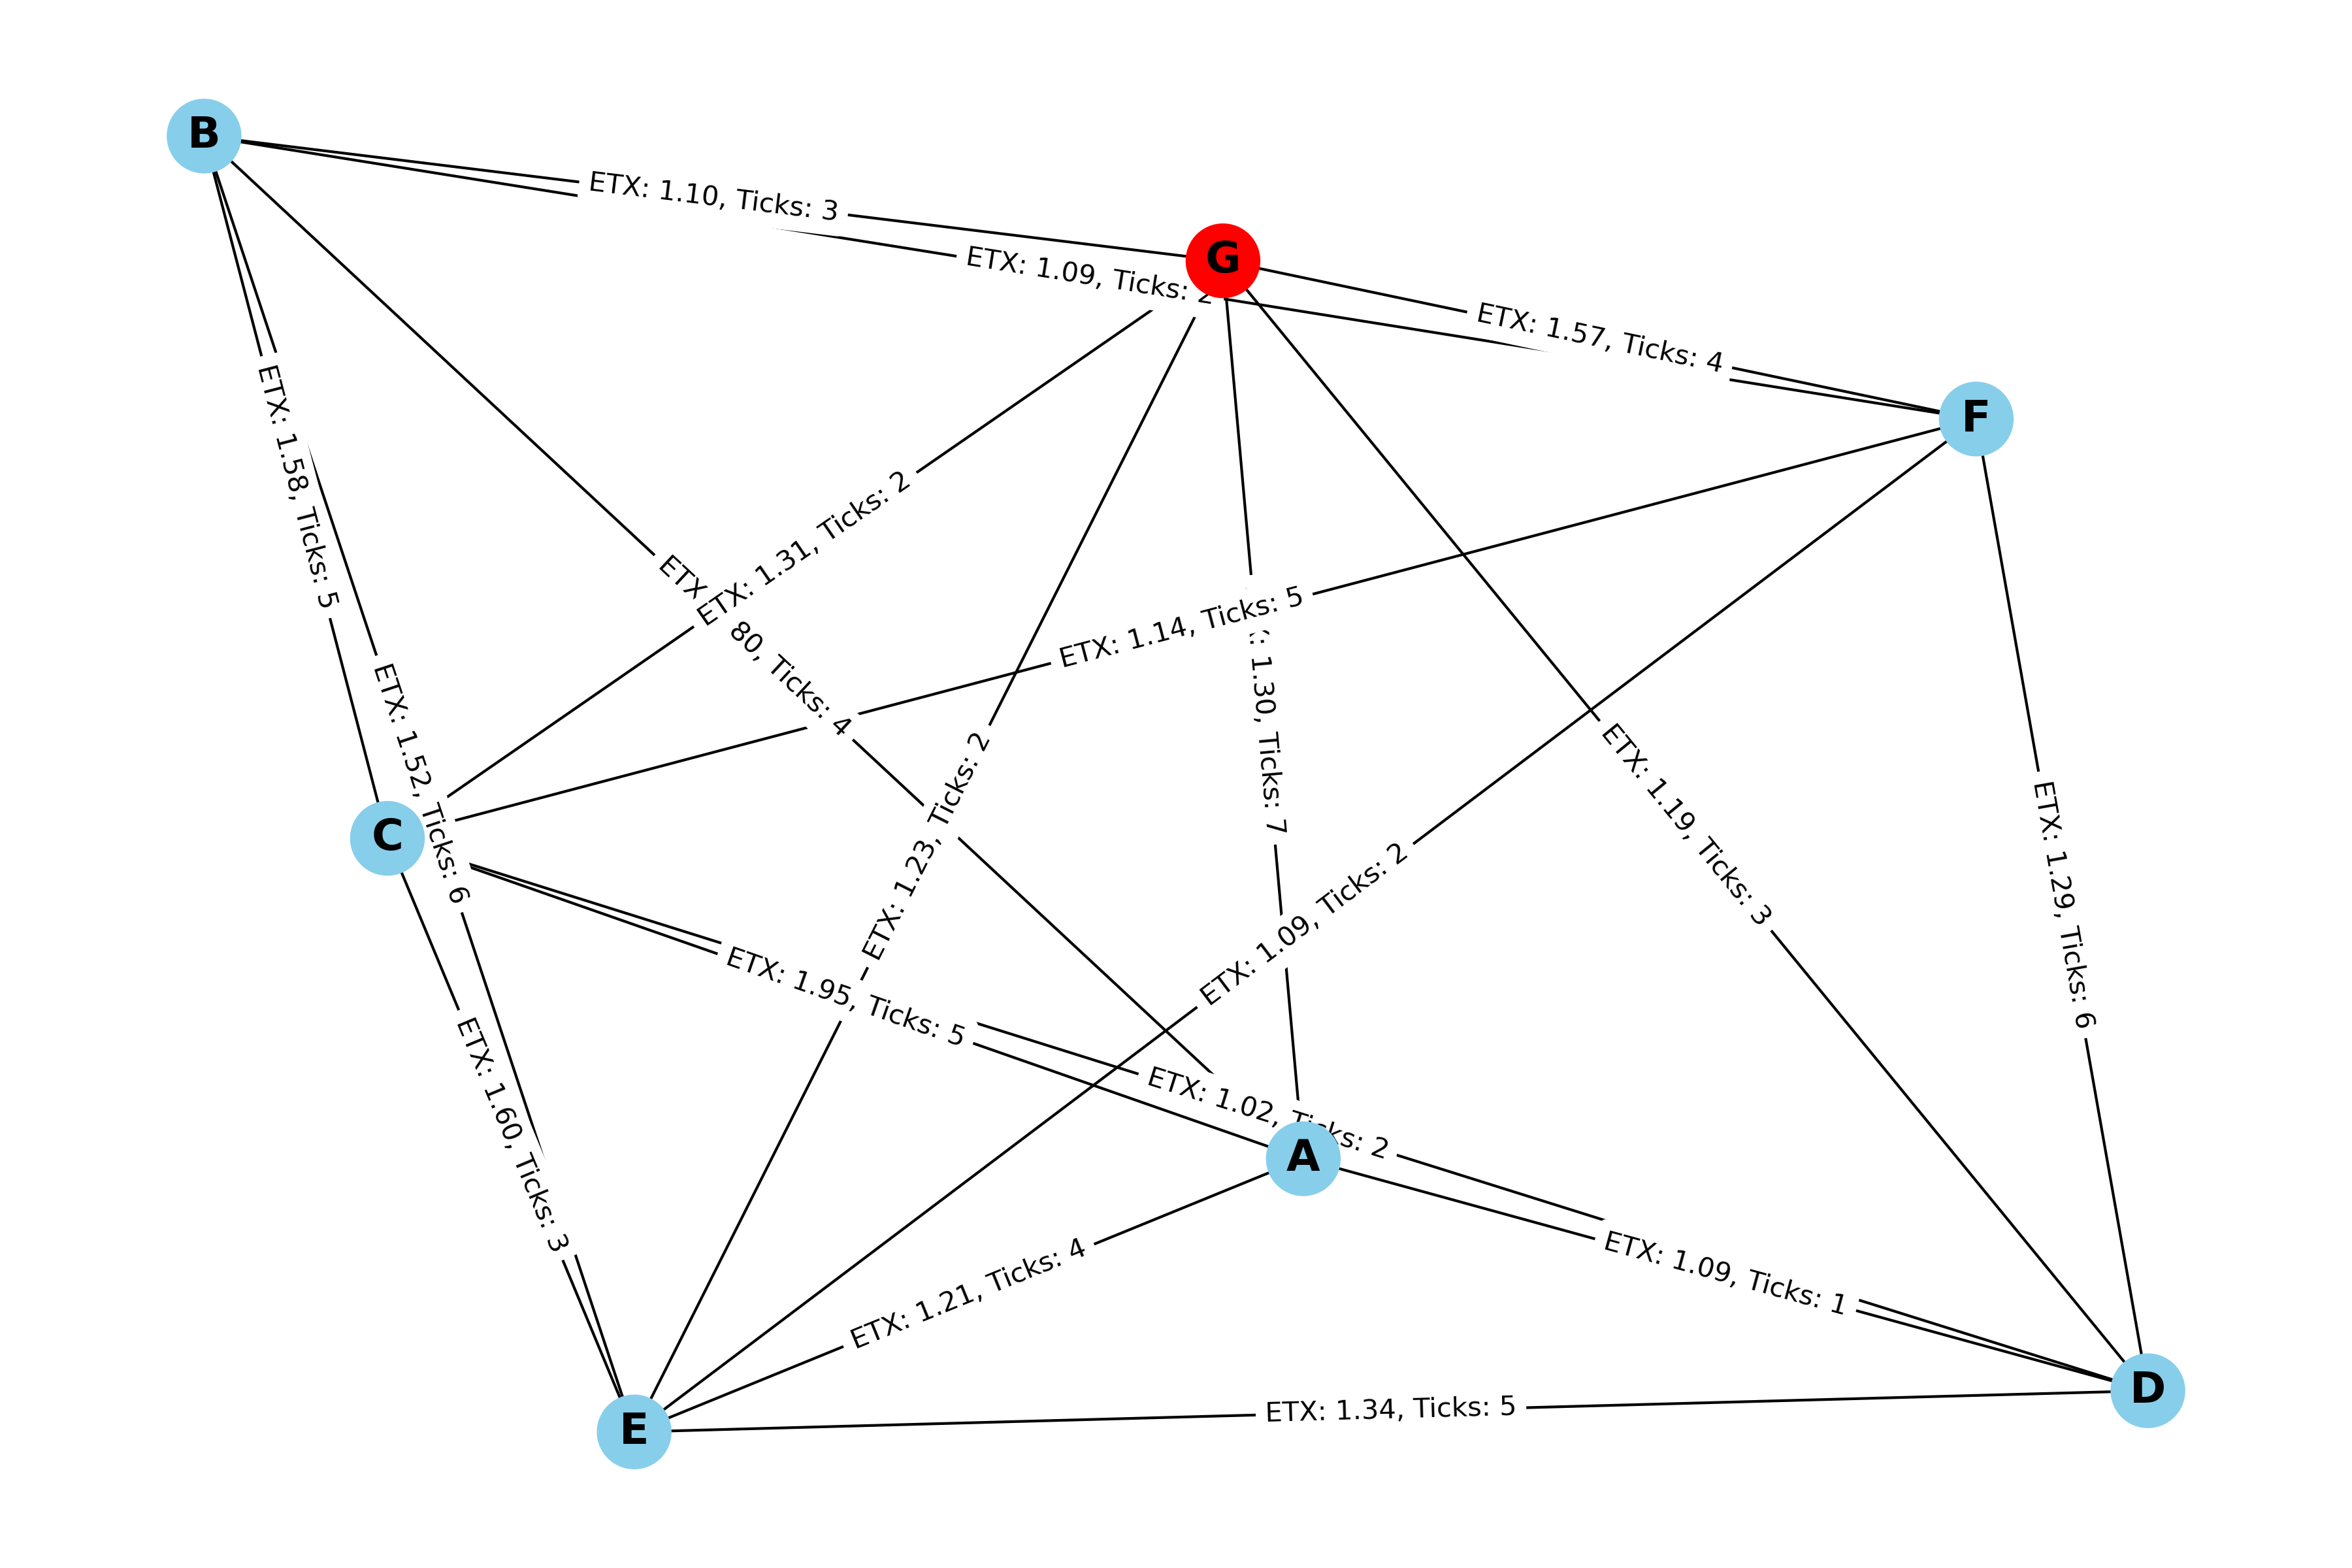 B
ETX: 1.10, Ticks: 3
G
ETX: 1.09, Ticks: 2
ETX: 1.57, Ticks: 4
F
ETX: 1.58, Ticks: 5
ETX: 1.31, Ticks: 2
ETX 80, Ticks: 4
ETX: 1.14, Ticks: 5
: 1.30, Ticks: 7
ETX: 1.52, Ticks: 6
C
ETX: 1.23, Ticks: 2
ETX: 1.19, Ticks: 3
ETX: 1.09, Ticks: 2
ETX: 1.29, Ticks: 6
ETX: 1.95, Ticks: 5
ETX: 1.02, Ticks: 2
A
ETX: 1.60, Ticks: 3
ETX: 1.21, Ticks: 4
ETX: 1.09, Ticks: 1
D
ETX: 1.34, Ticks: 5
E